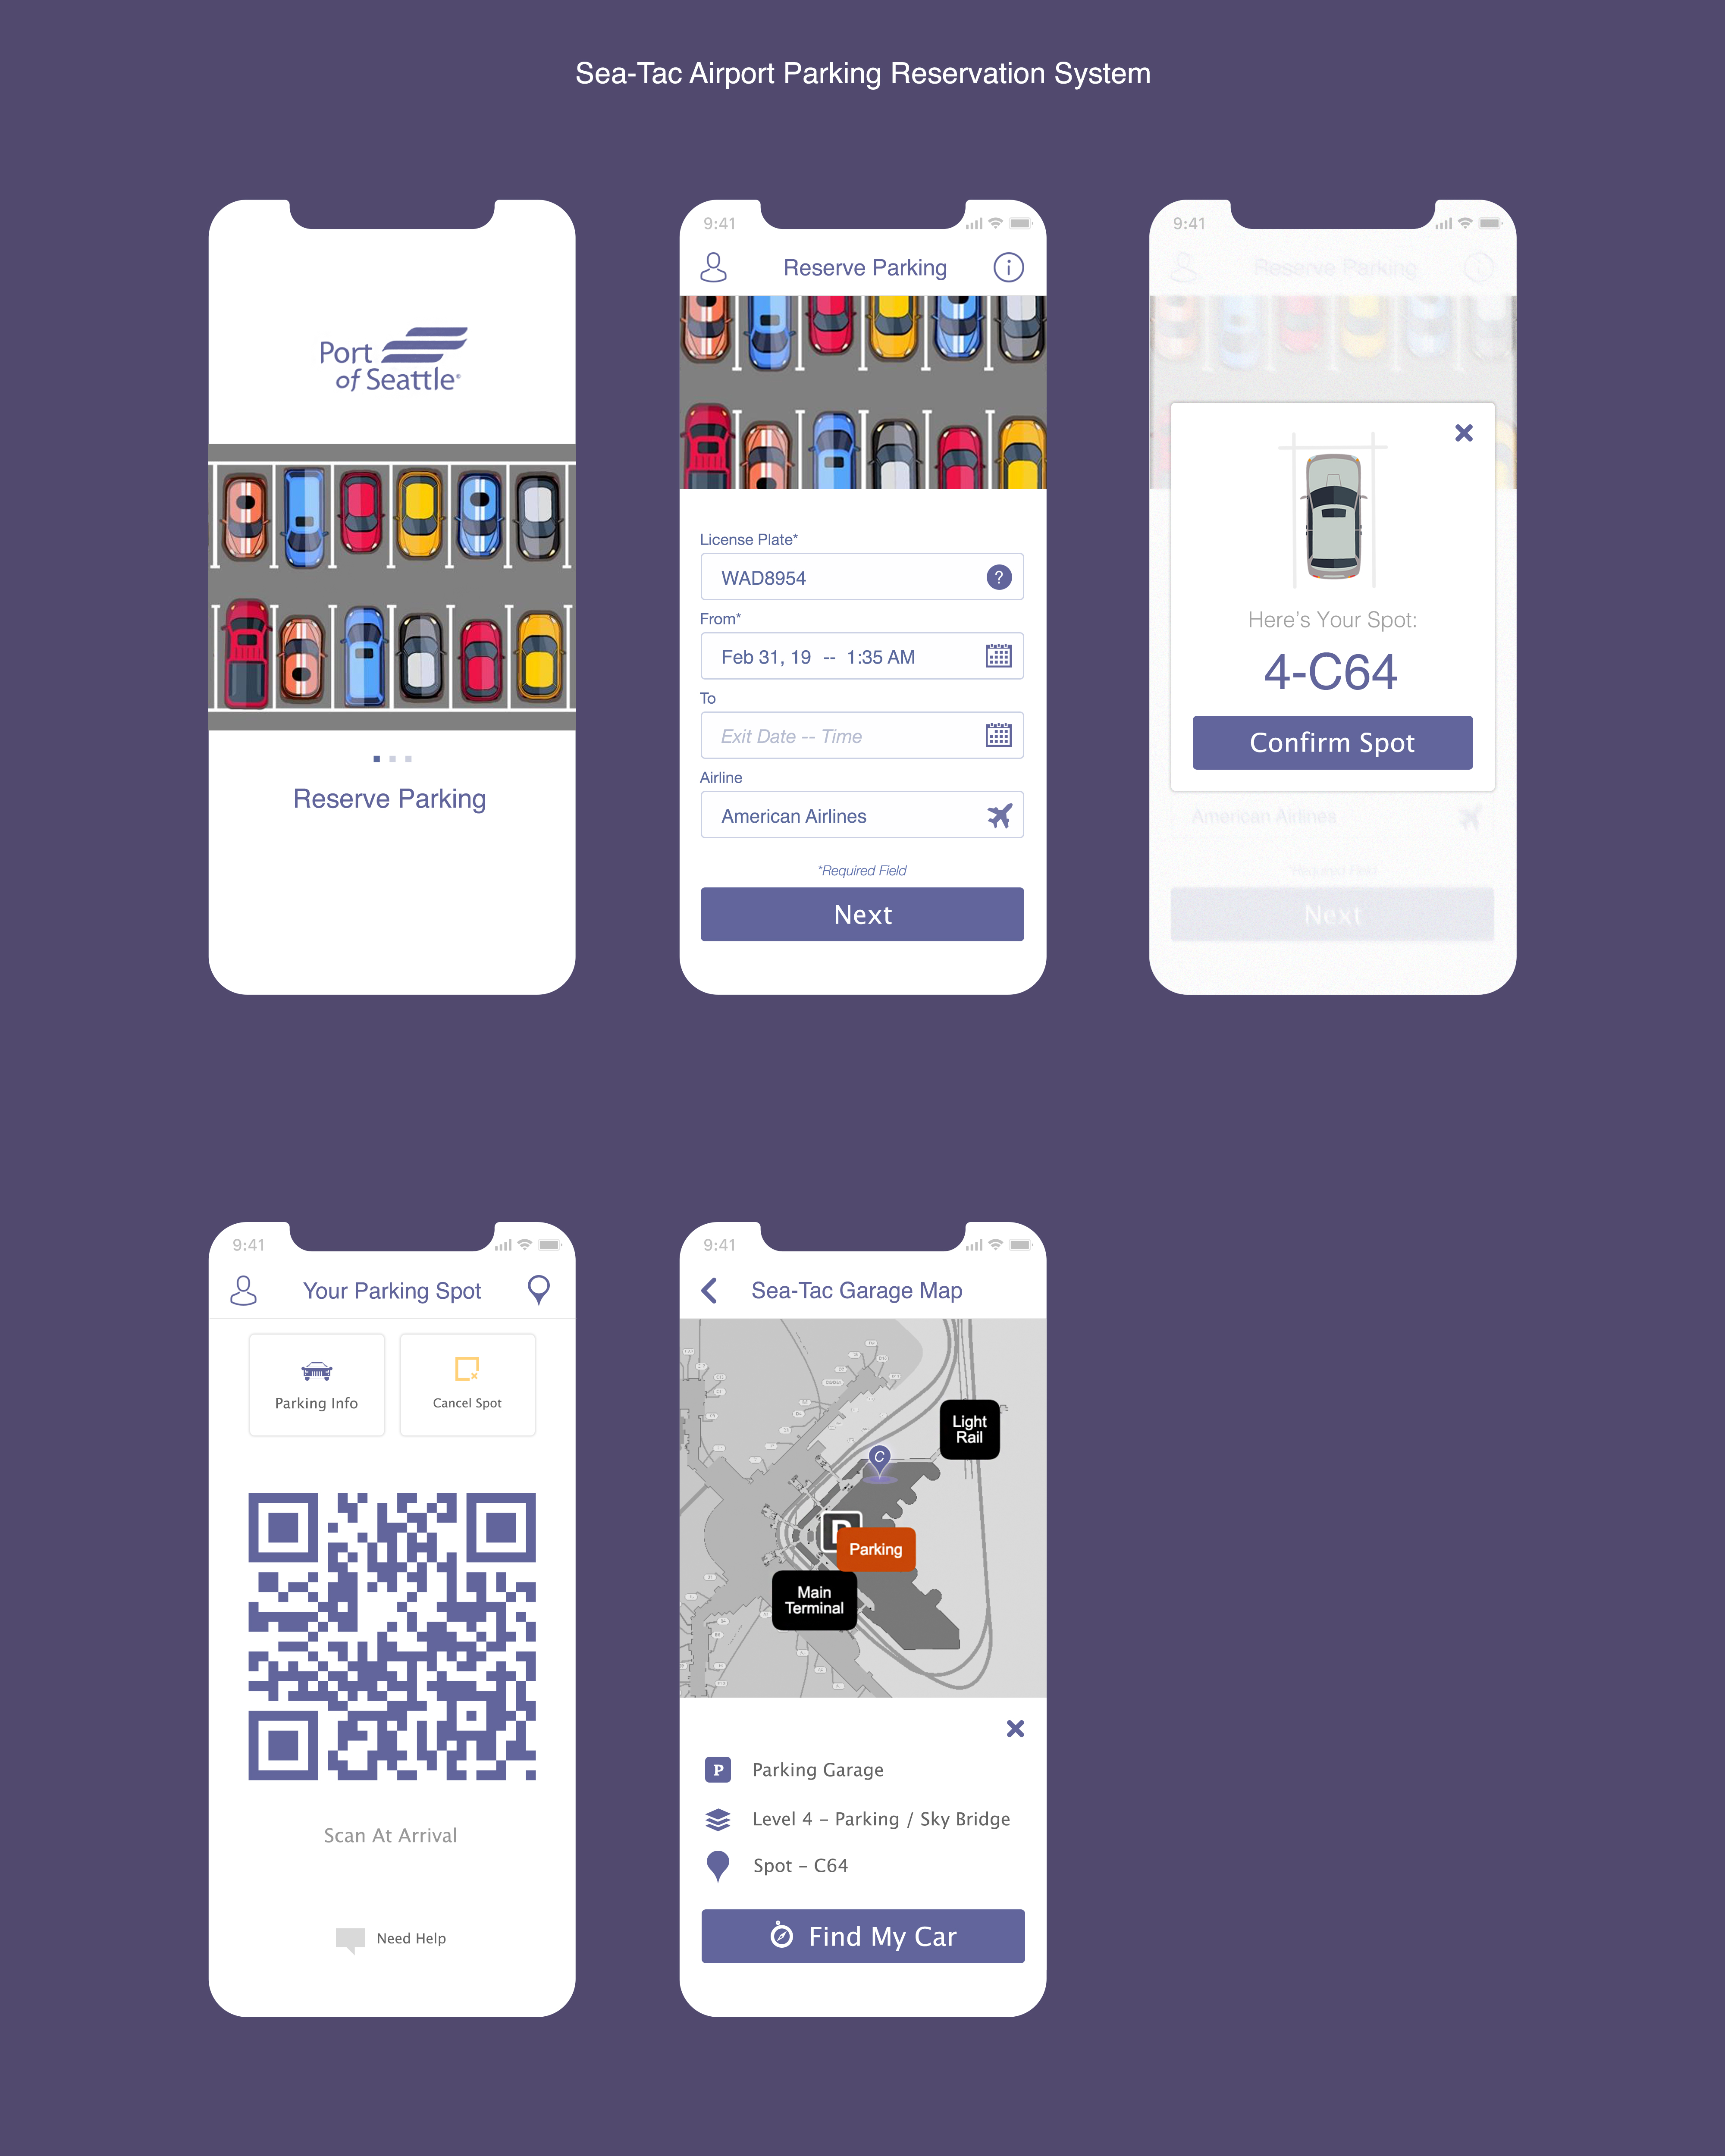 Sea-Tac Airport Parking Reservation System
Port
of Seattle®
Reserve Parking
9:41
Reserve Parking
License Plate*
WAD8954
?
From*
Feb 31, 19 -- 1:35 AM
To
Exit Date -- Time
Airline
American Airlines
*Required Field
Next
9:41
Reserve Parking
Here’s Your Spot:
4-C64
Confirm Spot
American Airlines
*Required Field
Next
9:41
Your Parking Spot
Parking Info
Cancel Spot
Scan At Arrival
Need Help
9:41
Sea-Tac Garage Map
Light
Rail
C
Parking
Main
Terminal
P
Parking Garage
Level 4 – Parking / Sky Bridge
Spot – C64
Find My Car